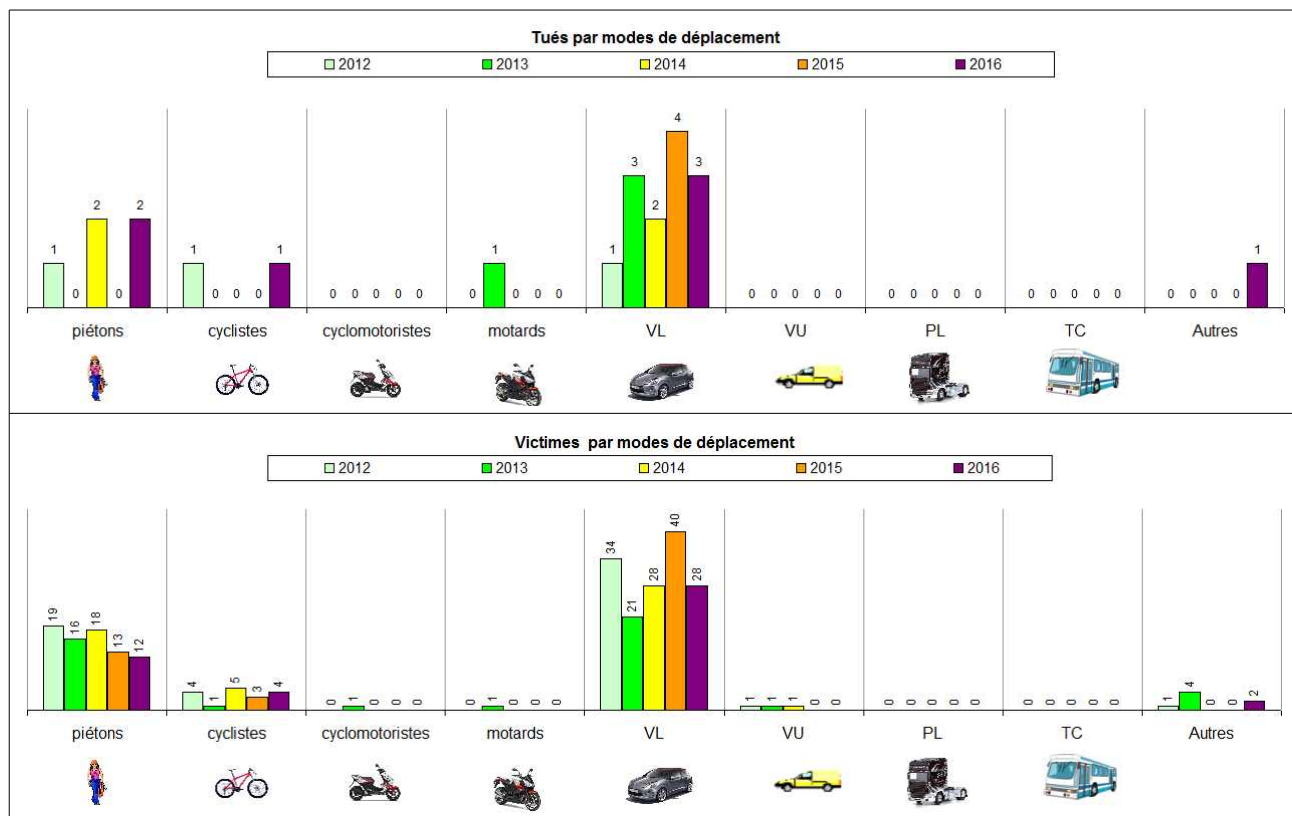 Tués par modes de déplacement
2012 2013 2014 2015 2016
1 0 2 0 2 1 0 0 0 1 0 0 0 0 0 0 1 0 0 0 1 3 2 4 3 0 0 0 0 0 0 0 0 0 0 0 0 0 0 0 0 0 0 0 1
piétons cyclistes cyclomotoristes motards VL VU PL TC Autres
Victimes par modes de déplacement
2012 2013 2014 2015 2016
19 16 18 13 12 4 1 5 3 4 0 1 0 0 0 0 1 0 0 0 34 21 28 40 28 1 1 1 0 0 0 0 0 0 0 0 0 0 0 0 1 4 0 0 2
piétons cyclistes cyclomotoristes motards VL VU PL TC Autres